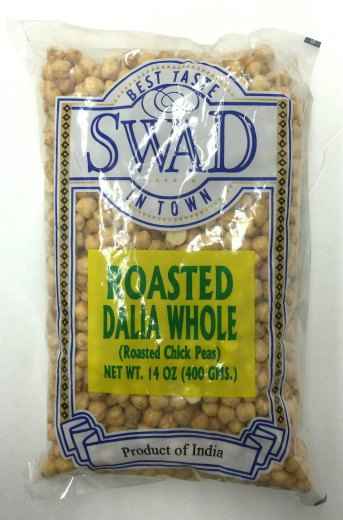 BEST TASTE
SWAD
IN TOWN
ROASTED
DALIA WHOLE
(Roasted Chick Peas)
NET WT. 14 OZ (400 GMS.)
Product of India